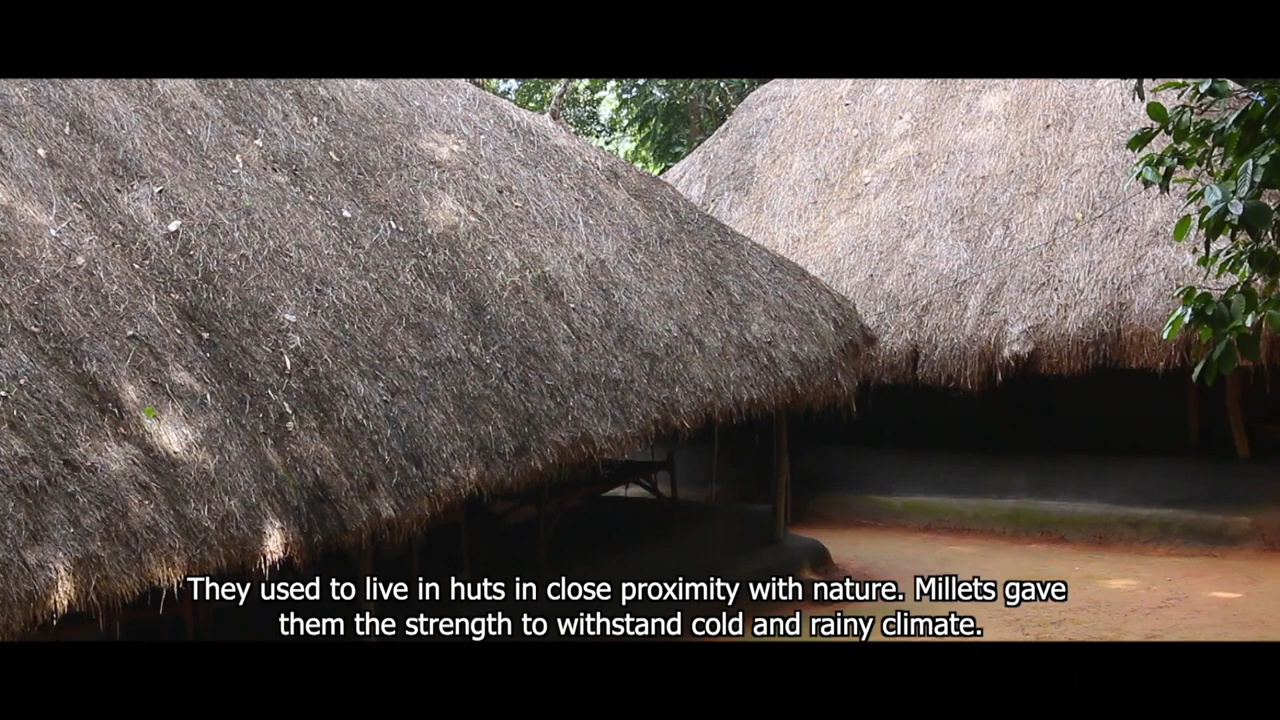 They used to live in huts in close proximity with nature. Millets gave
them the strength to withstand cold and rainy climate.